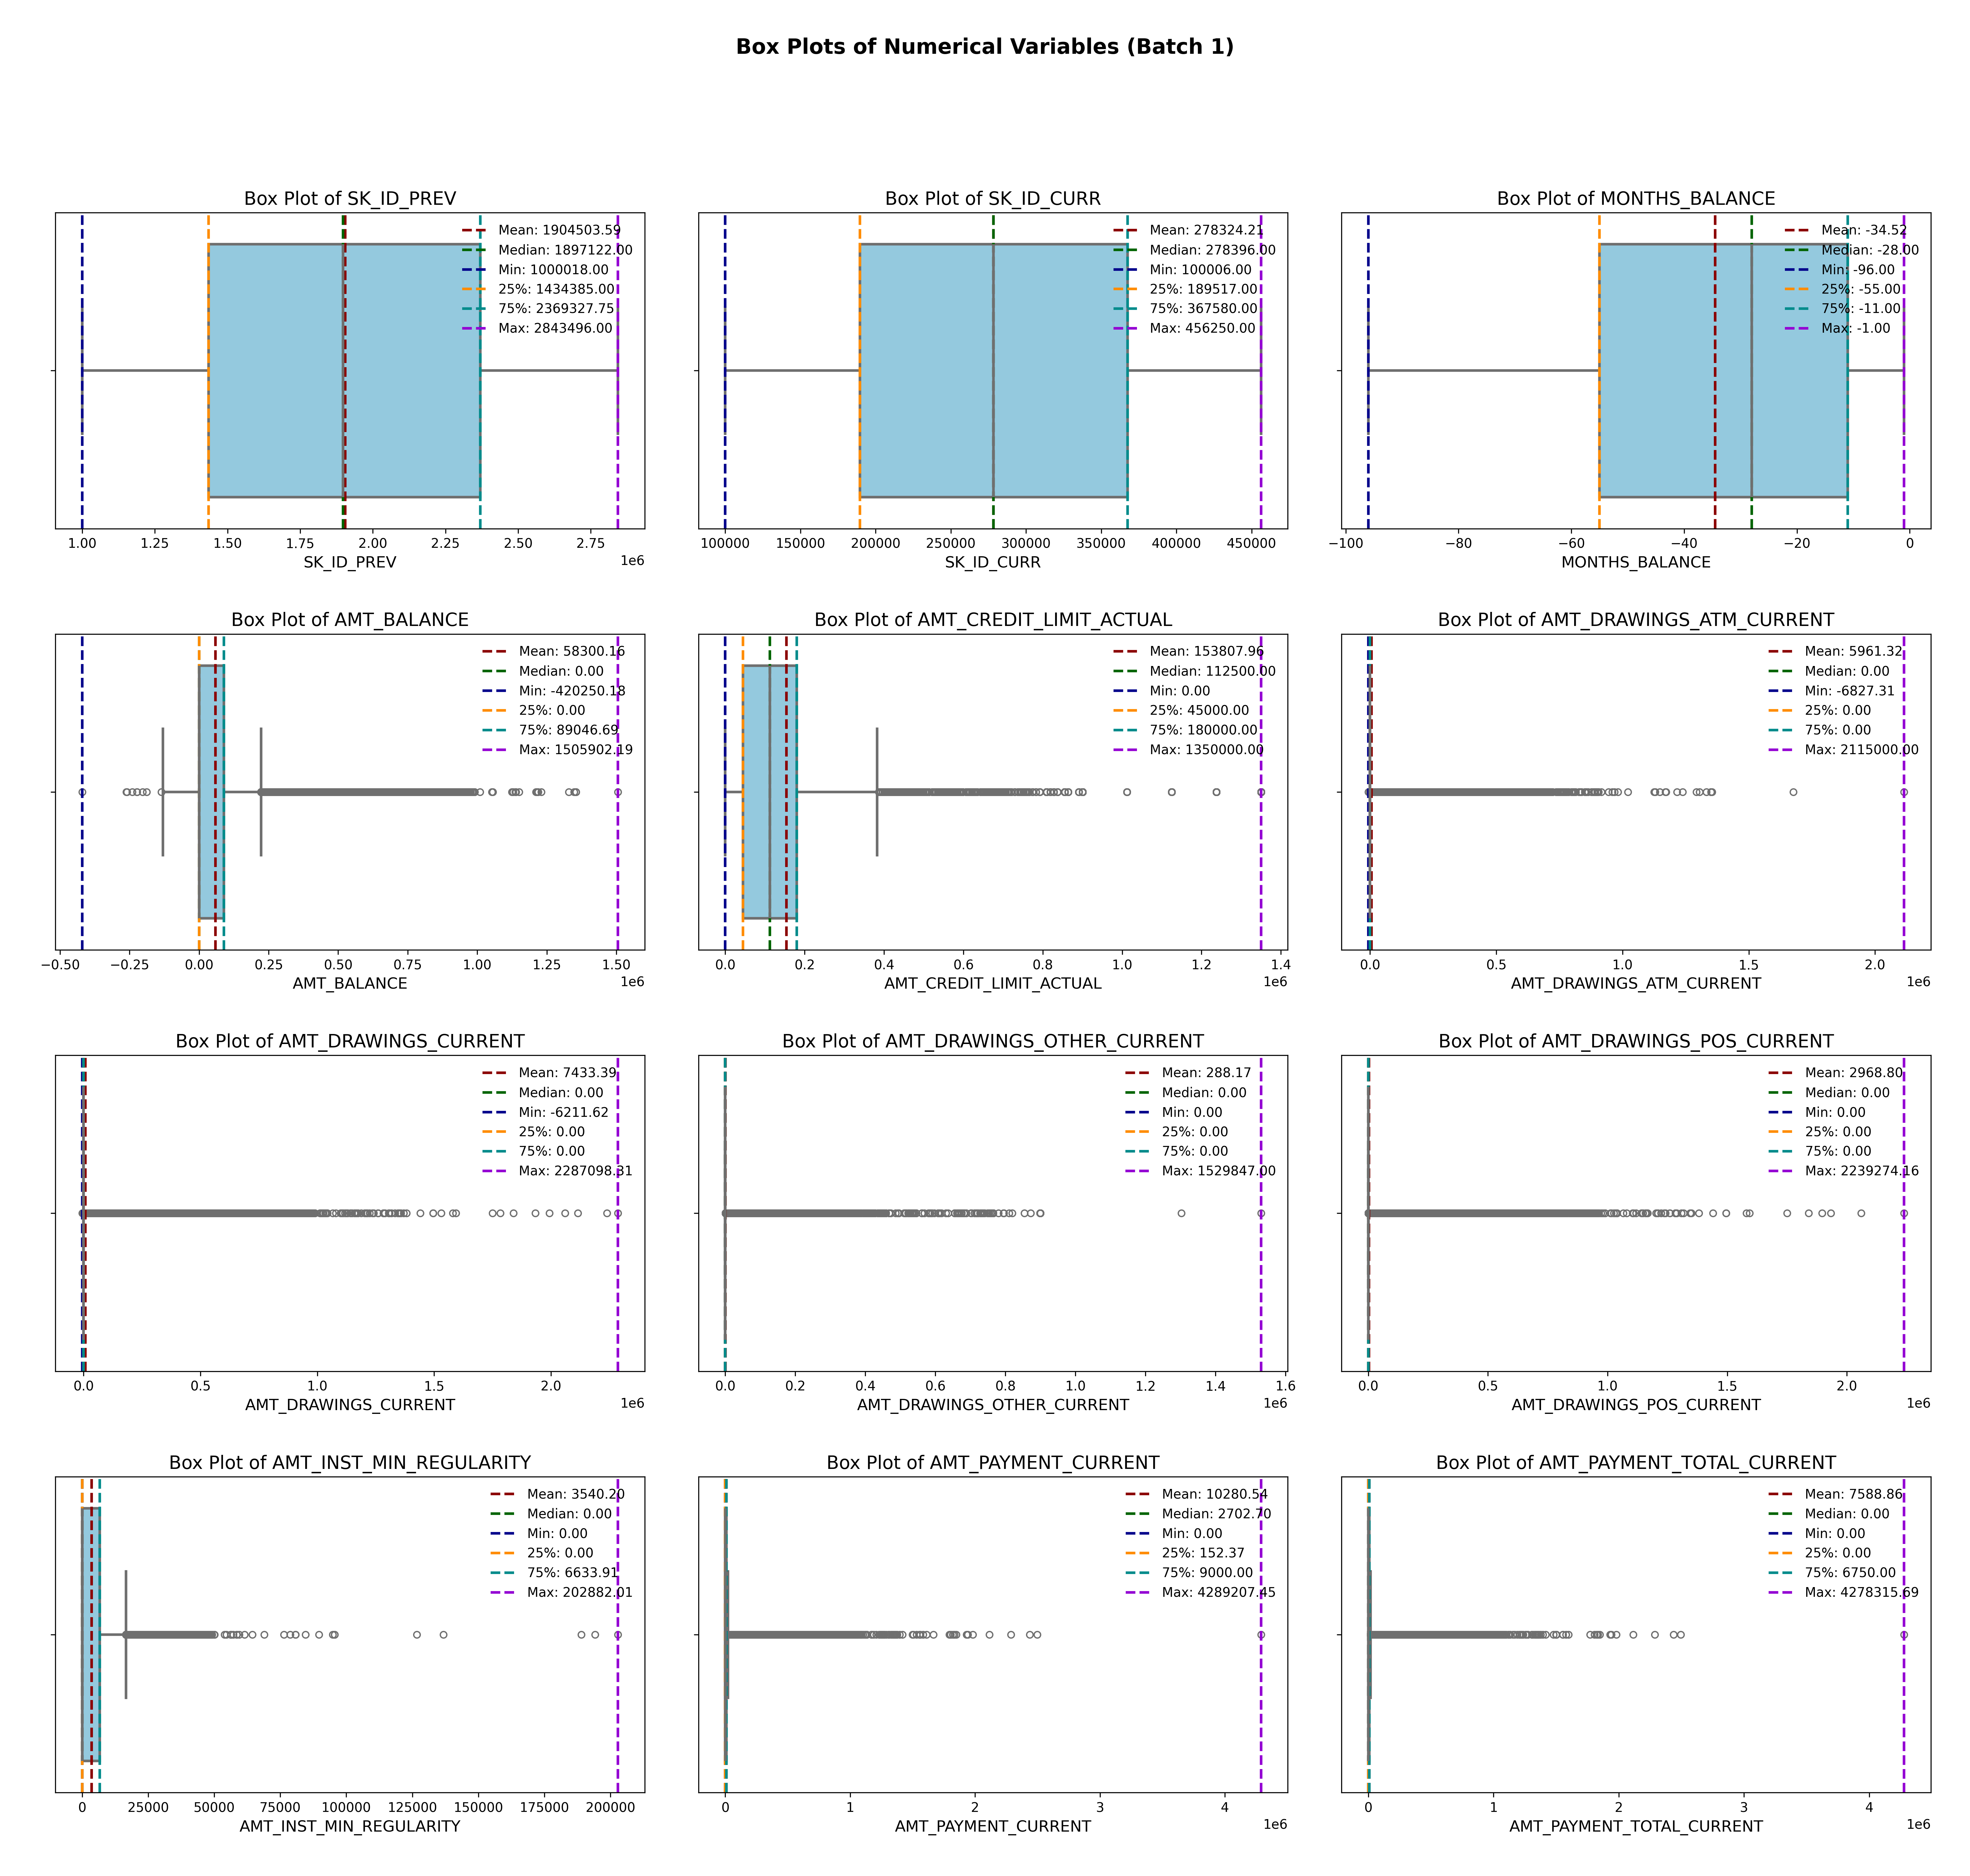 Box Plots of Numerical Variables (Batch 1)
Box Plot of SK_ID_PREV
Mean: 1904503.59
Median: 1897122.00
Min: 1000018.00
25%: 1434385.00
75%: 2369327.75
Max: 2843496.00
1.00 1.25 1.50 1.75 2.00 2.25 2.50 2.75
1e6
SK_ID_PREV
Box Plot of SK_ID_CURR
Mean: 278324.21
Median: 278396.00
Min: 100006.00
25%: 189517.00
75%: 367580.00
Max: 456250.00
100000 150000 200000 250000 300000 350000 400000 450000
SK_ID_CURR
Box Plot of MONTHS_BALANCE
Mean: -34.52
Median: -28.00
Min: -96.00
25%: -55.00
75%: -11.00
Max: -1.00
−100 −80 −60 −40 −20 0
MONTHS_BALANCE
Box Plot of AMT_BALANCE
Mean: 58300.16
Median: 0.00
Min: -420250.18
25%: 0.00
75%: 89046.69
Max: 1505902.19
−0.50 −0.25 0.00 0.25 0.50 0.75 1.00 1.25 1.50
1e6
AMT_BALANCE
Box Plot of AMT_CREDIT_LIMIT_ACTUAL
Mean: 153807.96
Median: 112500.00
Min: 0.00
25%: 45000.00
75%: 180000.00
Max: 1350000.00
0.0 0.2 0.4 0.6 0.8 1.0 1.2 1.4
1e6
AMT_CREDIT_LIMIT_ACTUAL
Box Plot of AMT_DRAWINGS_ATM_CURRENT
Mean: 5961.32
Median: 0.00
Min: -6827.31
25%: 0.00
75%: 0.00
Max: 2115000.00
0.0 0.5 1.0 1.5 2.0
1e6
AMT_DRAWINGS_ATM_CURRENT
Box Plot of AMT_DRAWINGS_CURRENT
Mean: 7433.39
Median: 0.00
Min: -6211.62
25%: 0.00
75%: 0.00
Max: 2287098.31
0.0 0.5 1.0 1.5 2.0
1e6
AMT_DRAWINGS_CURRENT
Box Plot of AMT_DRAWINGS_OTHER_CURRENT
Mean: 288.17
Median: 0.00
Min: 0.00
25%: 0.00
75%: 0.00
Max: 1529847.00
0.0 0.2 0.4 0.6 0.8 1.0 1.2 1.4 1.6
1e6
AMT_DRAWINGS_OTHER_CURRENT
Box Plot of AMT_DRAWINGS_POS_CURRENT
Mean: 2968.80
Median: 0.00
Min: 0.00
25%: 0.00
75%: 0.00
Max: 2239274.16
0.0 0.5 1.0 1.5 2.0
1e6
AMT_DRAWINGS_POS_CURRENT
Box Plot of AMT_INST_MIN_REGULARITY
Mean: 3540.20
Median: 0.00
Min: 0.00
25%: 0.00
75%: 6633.91
Max: 202882.01
0 25000 50000 75000 100000 125000 150000 175000 200000
AMT_INST_MIN_REGULARITY
Box Plot of AMT_PAYMENT_CURRENT
Mean: 10280.54
Median: 2702.70
Min: 0.00
25%: 152.37
75%: 9000.00
Max: 4289207.45
0 1 2 3 4
1e6
AMT_PAYMENT_CURRENT
Box Plot of AMT_PAYMENT_TOTAL_CURRENT
Mean: 7588.86
Median: 0.00
Min: 0.00
25%: 0.00
75%: 6750.00
Max: 4278315.69
0 1 2 3 4
1e6
AMT_PAYMENT_TOTAL_CURRENT